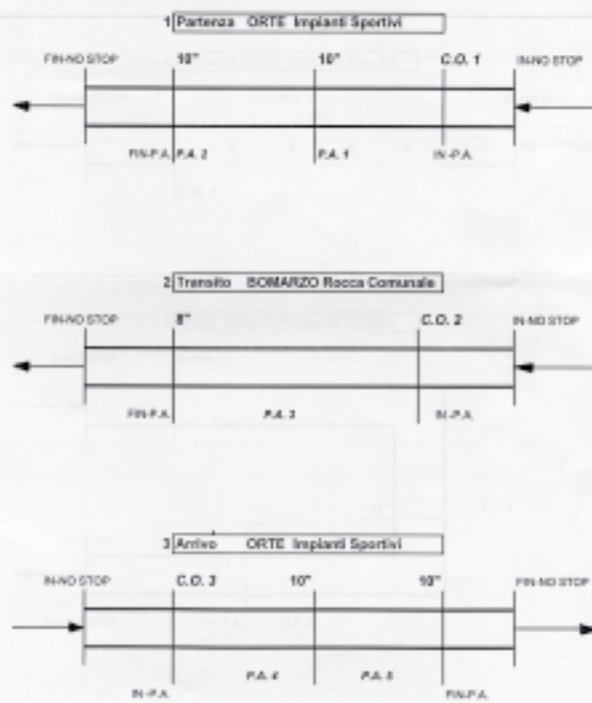 1 Partenza ORTE Impianti Sportivi
FIN-NO STOP 10" 10" C.O. 1 IN-NO STOP
FIN-P.A. P.A. 2 P.A. 1 IN-P.A.
2 Transito BOMARZO Rocca Comunale
FIN-NO STOP 8" C.O. 2 IN-NO STOP
FIN-P.A. P.A. 3 IN-P.A.
3 Arrivo ORTE Impianti Sportivi
IN-NO STOP C.O. 3 10" 10" FIN-NO STOP
P.A. 4 P.A. 5
IN-P.A. FIN-P.A.